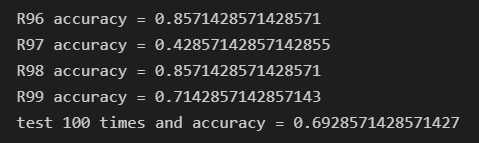 R96 accuracy = 0.8571428571428571
R97 accuracy = 0.42857142857142855
R98 accuracy = 0.8571428571428571
R99 accuracy = 0.7142857142857143
test 100 times and accuracy = 0.6928571428571427